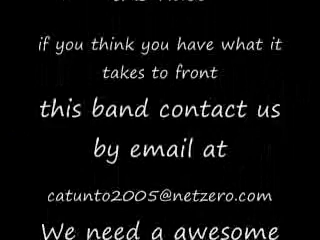 if you think you have what it
takes to front
this band contact us
by email at
catunto2005@netzero.com
We need a awesome